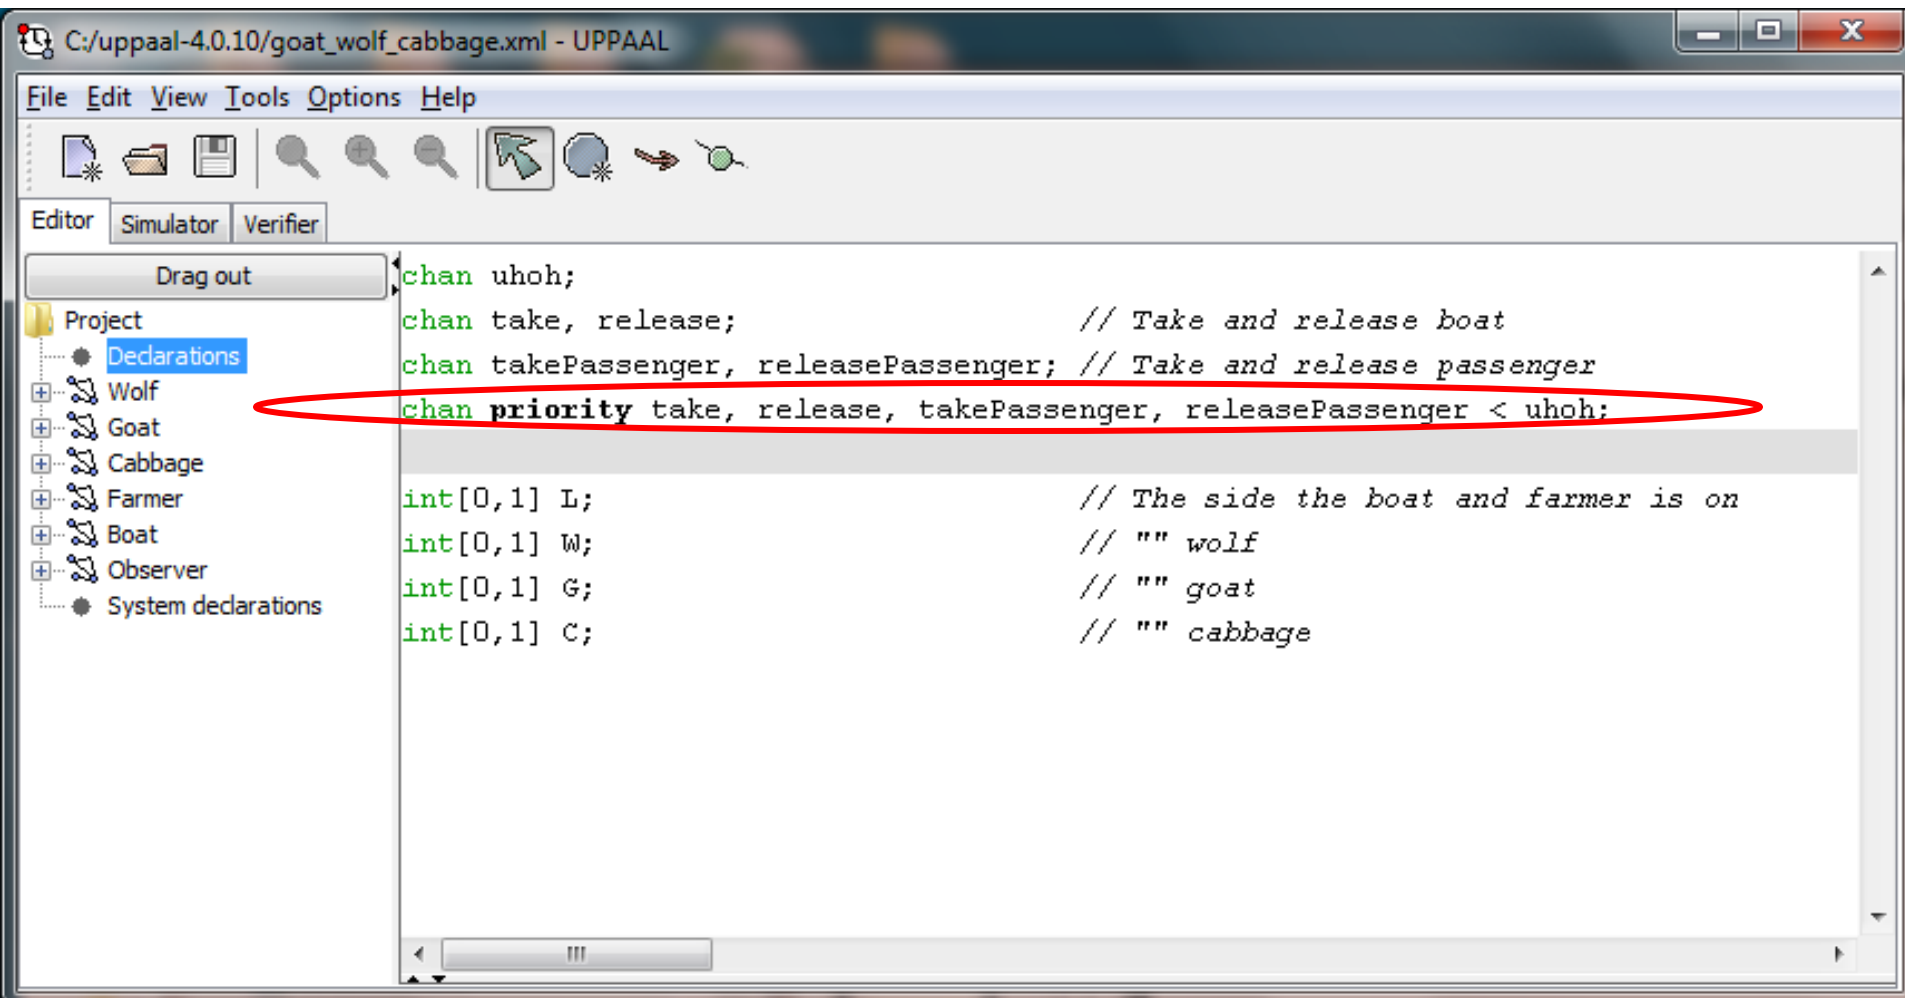 C:/uppaal-4.0.10/goat_wolf_cabbage.xml - UPPAAL
File Edit View Tools Options Help
Editor Simulator Verifier
Drag out
Project
Declarations
Wolf
Goat
Cabbage
Farmer
Boat
Observer
System declarations
chan uhoh;
chan take, release; // Take and release boat
chan takePassenger, releasePassenger; // Take and release passenger
chan priority take, release, takePassenger, releasePassenger < uhoh;
int[0,1] L; // The side the boat and farmer is on
int[0,1] W; // "" wolf
int[0,1] G; // "" goat
int[0,1] C; // "" cabbage